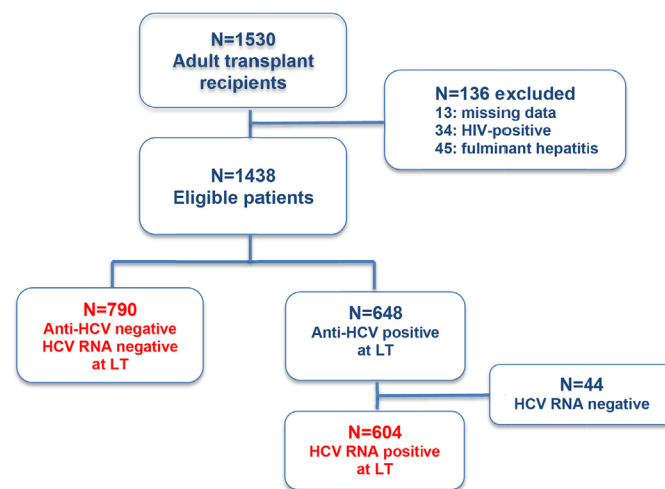 N=1530
Adult transplant
recipients
N=136 excluded
13: missing data
34: HIV-positive
45: fulminant hepatitis
N=1438
Eligible patients
N=790
Anti-HCV negative
HCV RNA negative
at LT
N=648
Anti-HCV positive
at LT
N=44
HCV RNA negative
N=604
HCV RNA positive
at LT